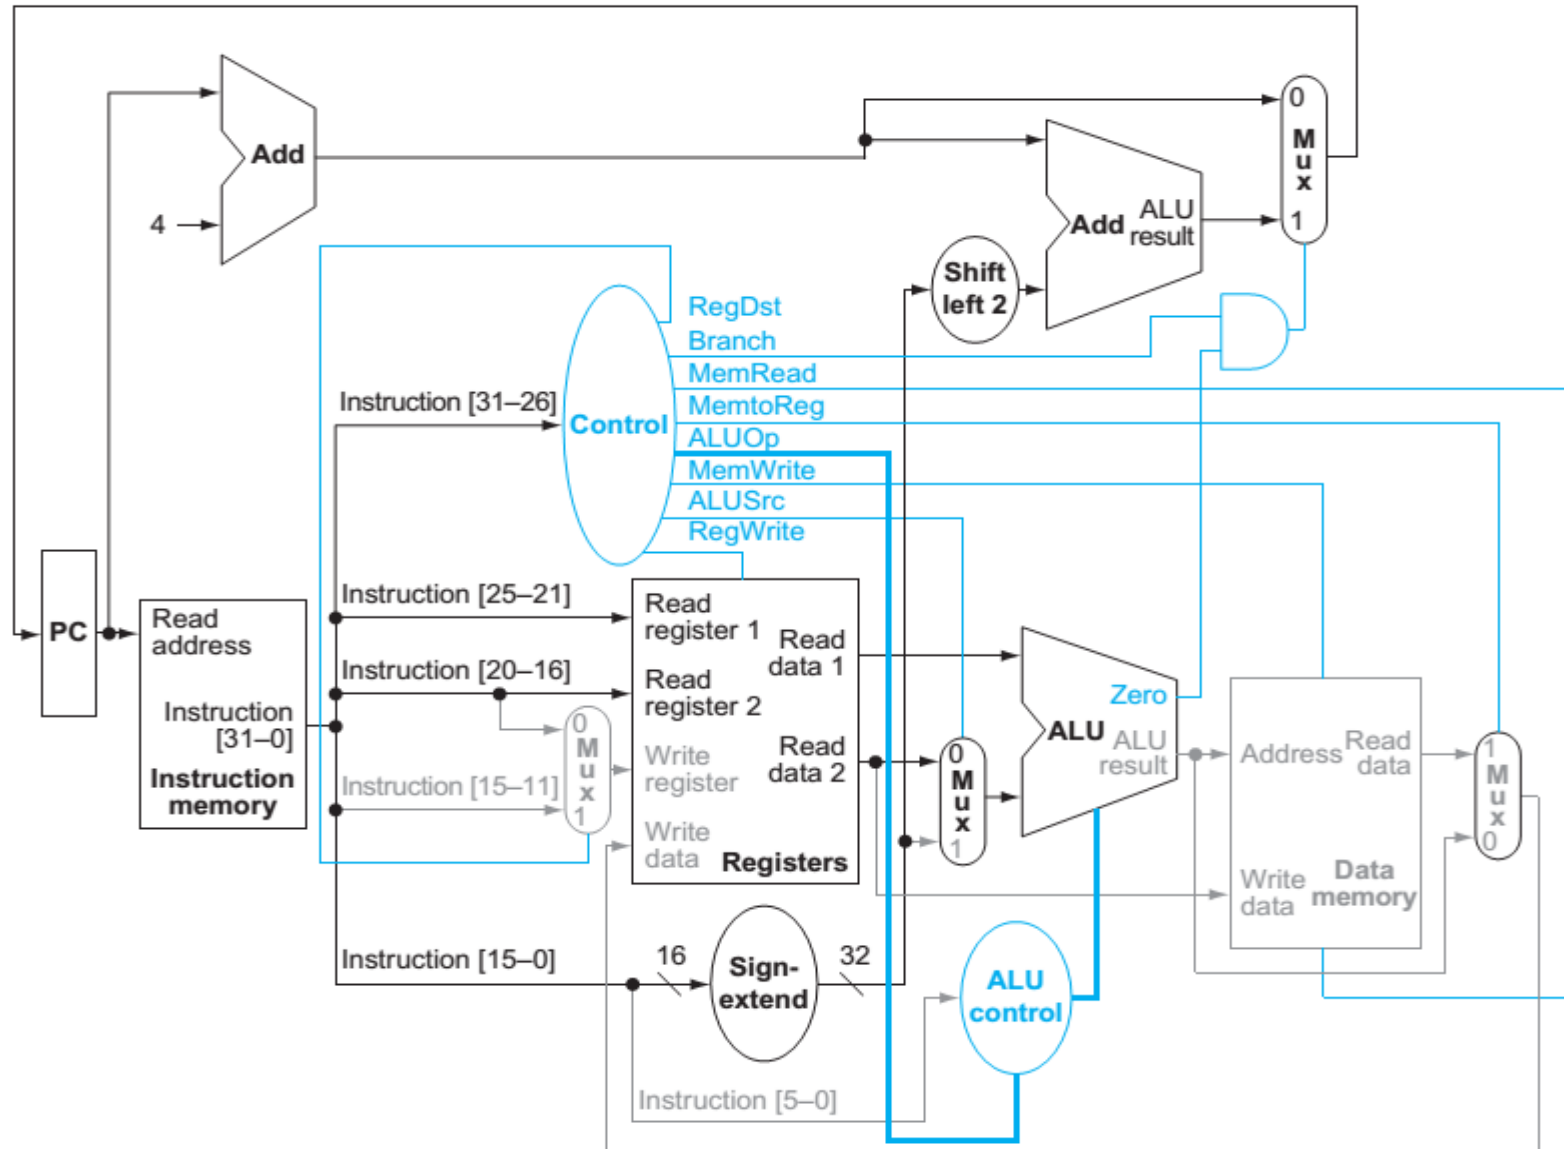 0
M
u
x
1
Add
4
Add
ALU
result
Shift
left 2
RegDst
Branch
MemRead
MemtoReg
ALUOp
MemWrite
ALUSrc
RegWrite
Instruction [31–26]
Control
PC
Read
address
Instruction
[31–0]
Instruction
memory
Instruction [25–21]
Instruction [20–16]
Instruction [15–11]
0
M
u
x
1
Read
register 1
Read
register 2
Write
register
Write
data
Read
data 1
Read
data 2
Registers
0
M
u
x
1
Zero
ALU
ALU
result
Address
Read
data
Write
data
Data
memory
1
M
u
x
0
Instruction [15–0]
16
Sign-
extend
32
ALU
control
Instruction [5–0]